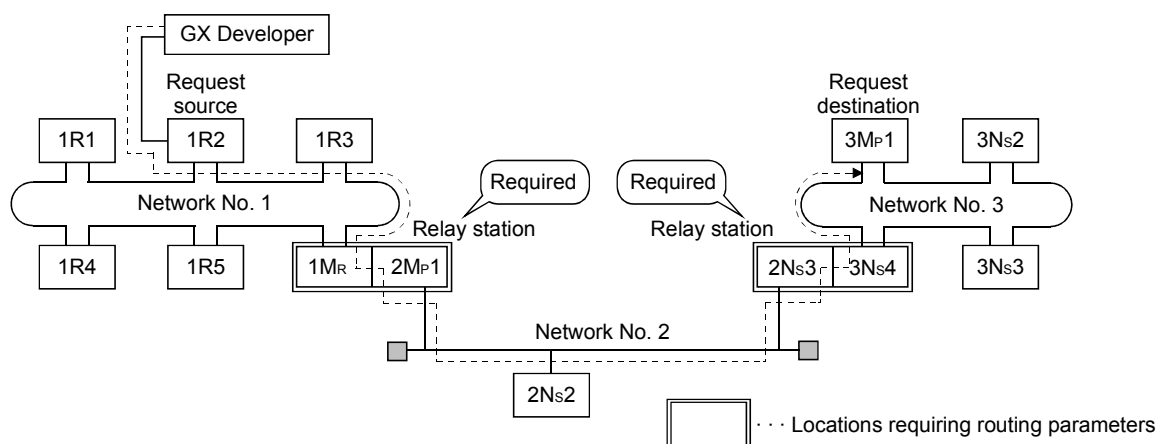 GX Developer
Request
source
Request
destination
1R1
1R2
1R3
3MP1
3NS2
Required
Required
Network No. 1
Network No. 3
Relay station
Relay station
1R4
1R5
1MR
2MP1
2NS3
3NS4
3NS3
Network No. 2
2NS2
· · · Locations requiring routing parameters